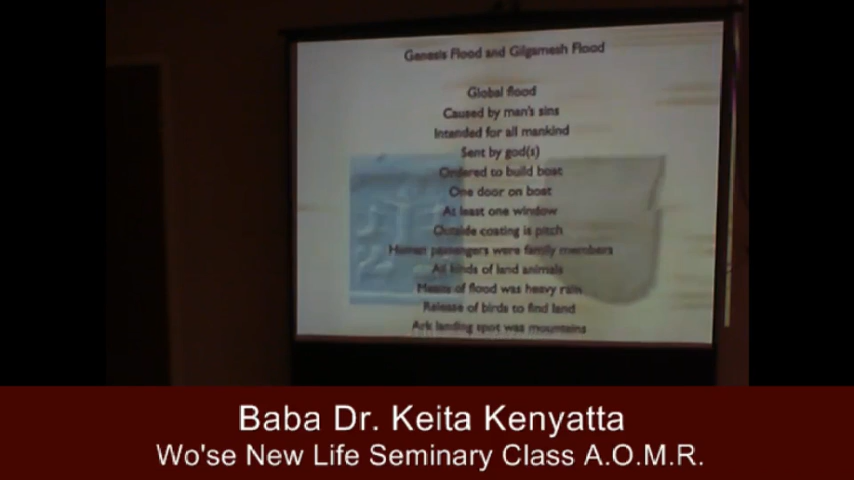 Genesis Flood and Gilgamesh Flood
Global flood
Caused by man's sins
Intended for all mankind
Sent by god(s)
Ordered to build boat
One door on boat
At least one window
Outside coating is pitch
Human passengers were family members
All kinds of land animals
Means of flood was heavy rain
Release of birds to find land
Ark landing spot was mountains
Baba Dr. Keita Kenyatta
Wo'se New Life Seminary Class A.O.M.R.